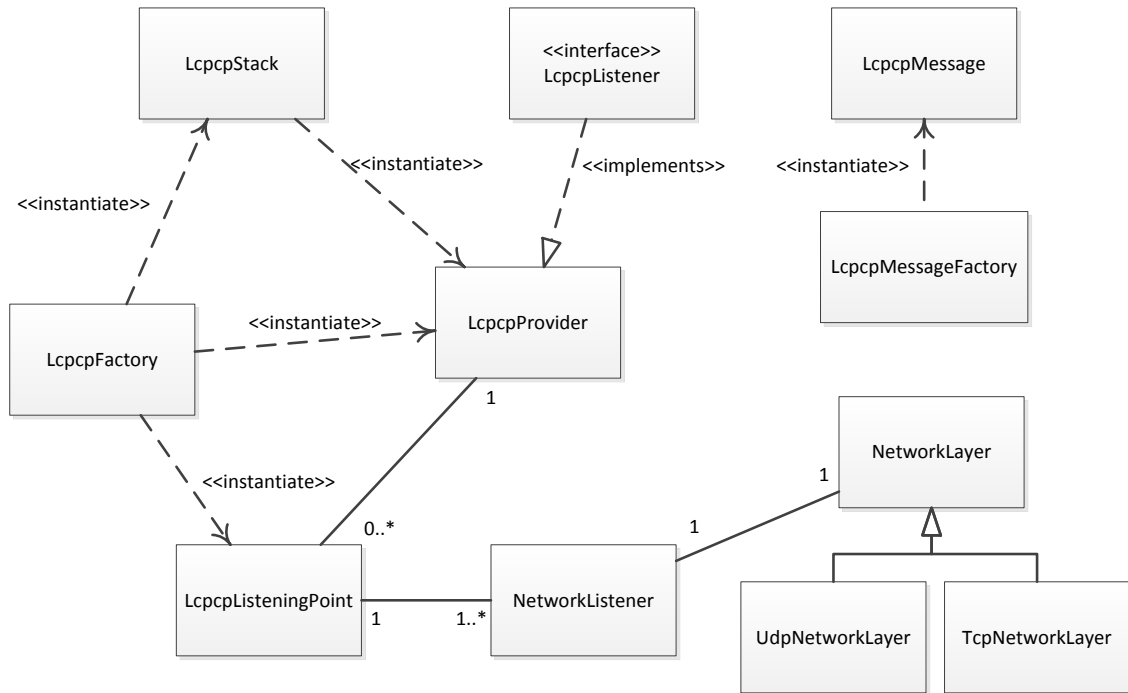 LcpcpStack
<<interface>>
LcpcpListener
LcpcpMessage
<<instantiate>>
<<implements>>
<<instantiate>>
<<instantiate>>
LcpcpMessageFactory
<<instantiate>>
LcpcpProvider
LcpcpFactory
1
NetworkLayer
<<instantiate>>
1
1
0..*
LcpcpListeningPoint
NetworkListener
1
1..*
UdpNetworkLayer
TcpNetworkLayer